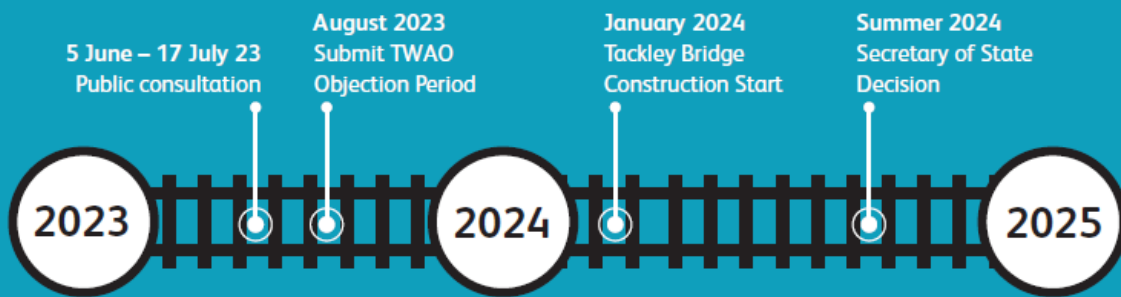 5 June – 17 July 23
Public consultation
August 2023
Submit TWAO
Objection Period
January 2024
Tackley Bridge
Construction Start
Summer 2024
Secretary of State
Decision
2023
2024
2025